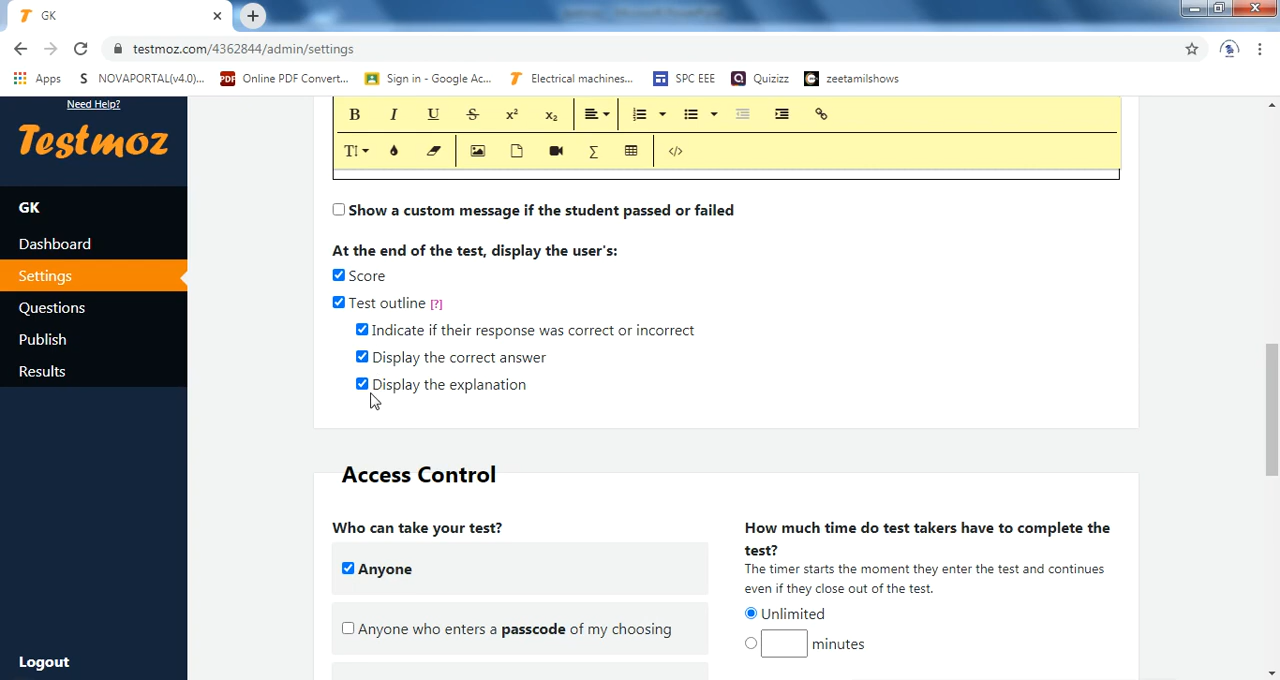 GK
testmoz.com/4362844/admin/settings
Apps
NOVAPORTAL(v4.0)...
Online PDF Convert...
Sign in - Google Ac...
Electrical machines...
SPC EEE
Quizizz
zeetamilshows
Need Help?
Testmoz
GK
Dashboard
Settings
Questions
Publish
Results
Logout
Show a custom message if the student passed or failed
At the end of the test, display the user's:
Score
Test outline [?]
Indicate if their response was correct or incorrect
Display the correct answer
Display the explanation
Access Control
Who can take your test?
Anyone
Anyone who enters a passcode of my choosing
How much time do test takers have to complete the
test?
The timer starts the moment they enter the test and continues
even if they close out of the test.
Unlimited
minutes